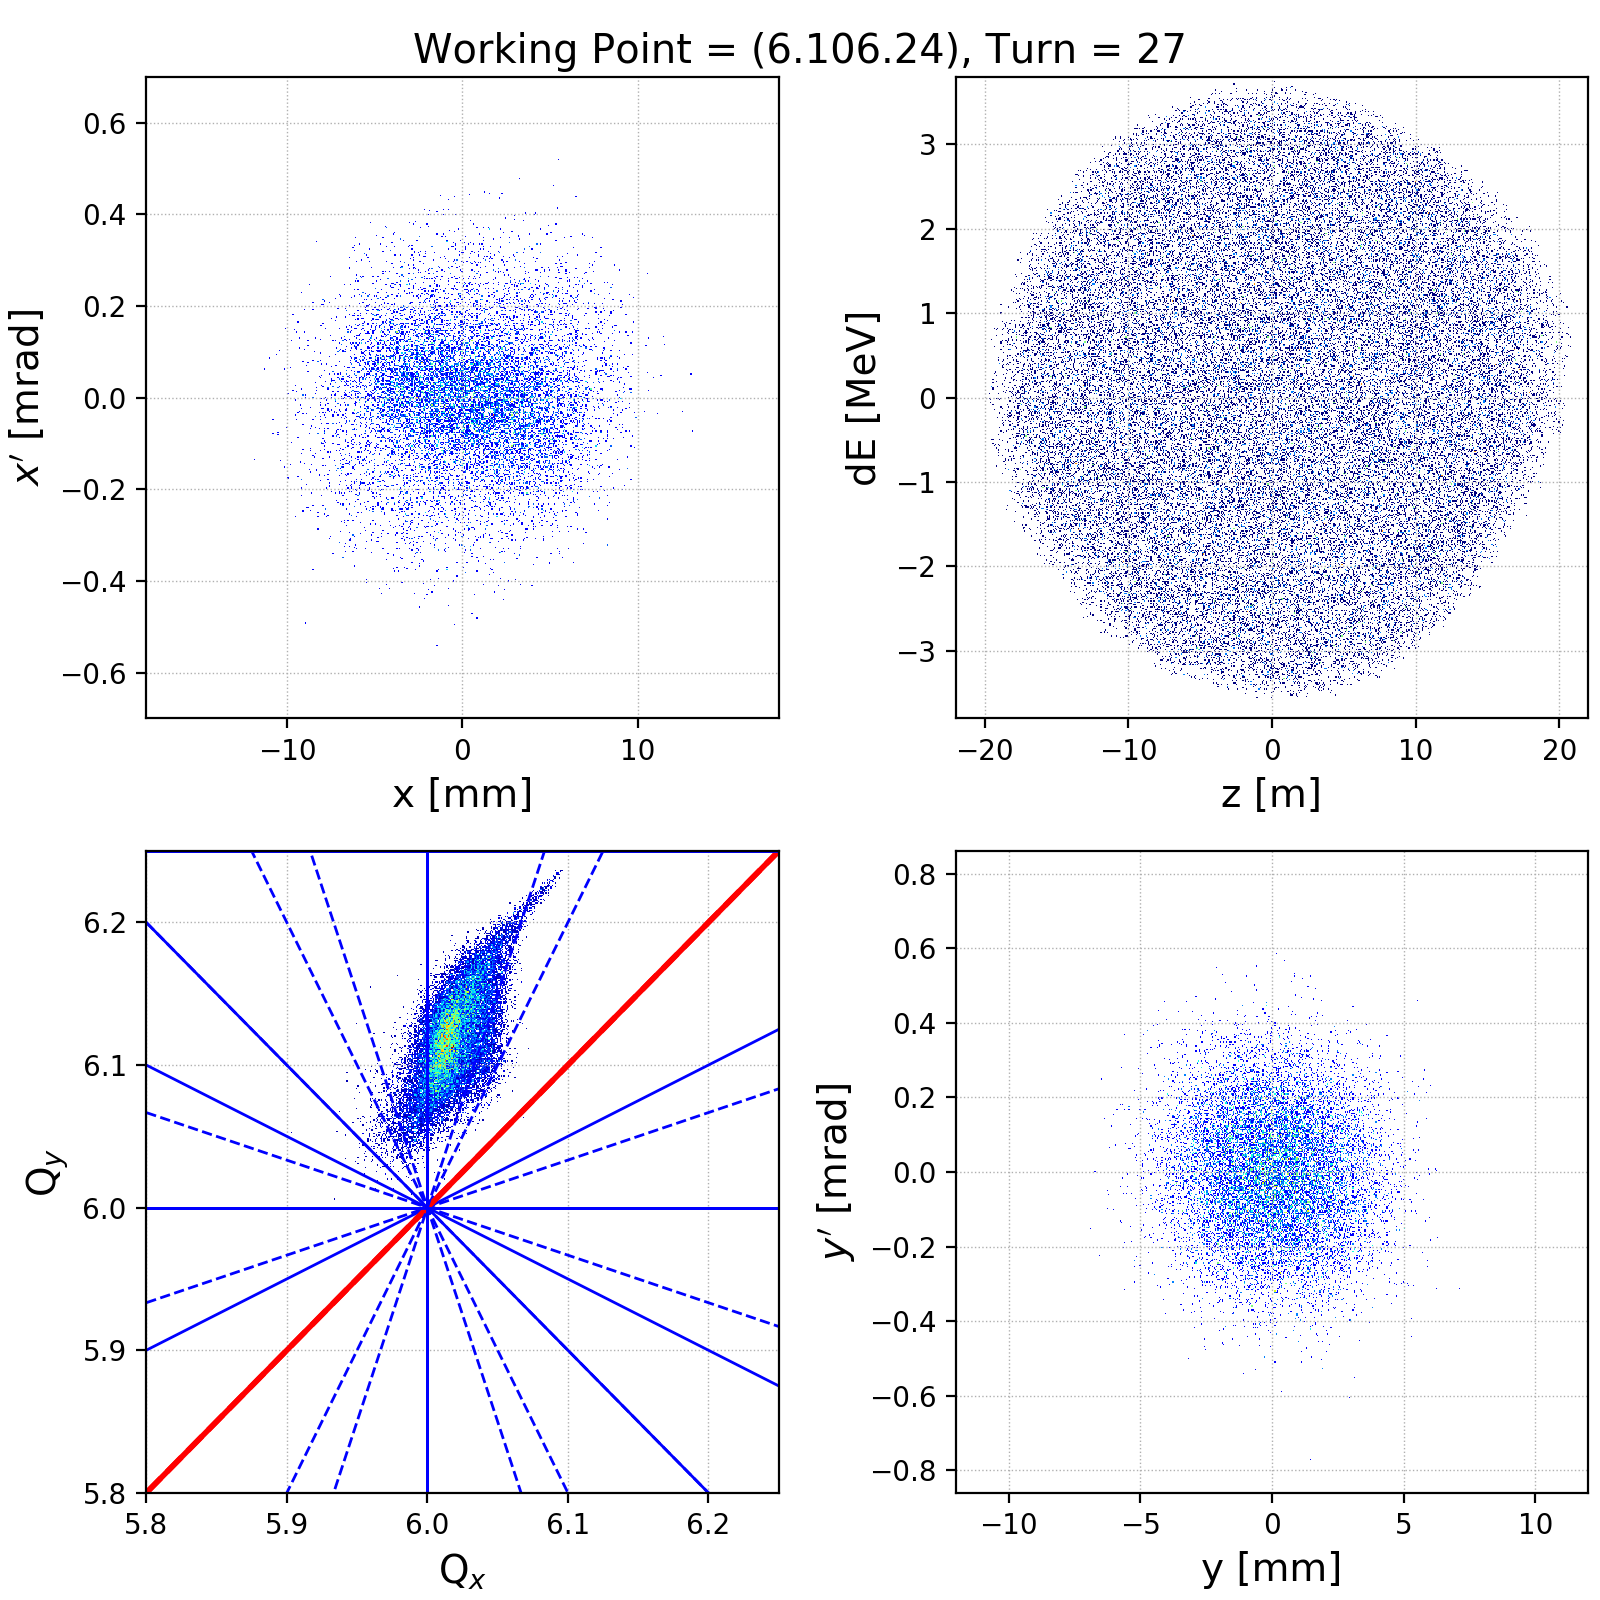 Working Point = (6.106.24), Turn = 27
0.6
0.4
0.2
0.0
−0.2
−0.4
−0.6
x′ [mrad]
−10 0 10
x [mm]
3
2
1
0
−1
−2
−3
dE [MeV]
−20 −10 0 10 20
z [m]
6.2
6.1
6.0
5.9
5.8
Q_y
5.8 5.9 6.0 6.1 6.2
Q_x
0.8
0.6
0.4
0.2
0.0
−0.2
−0.4
−0.6
−0.8
y′ [mrad]
−10 −5 0 5 10
y [mm]